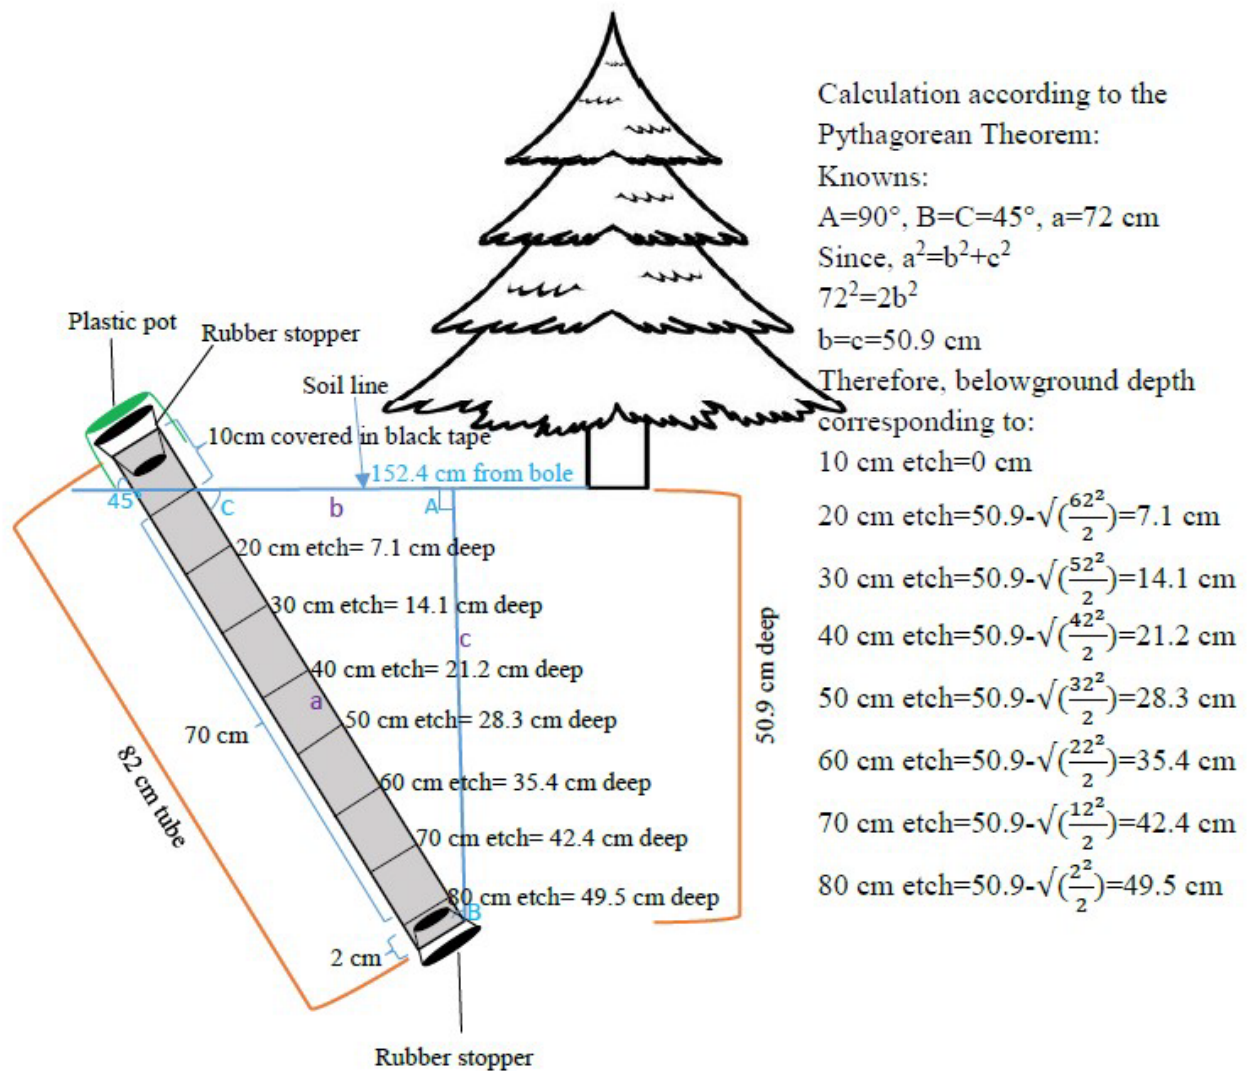 Calculation according to the
Pythagorean Theorem:
Knowns:
A=90°, B=C=45°, a=72 cm
Since, a²=b²+c²
72²=2b²
b=c=50.9 cm
Therefore, belowground depth
corresponding to:
10 cm etch=0 cm
20 cm etch=50.9-√(62²/2)=7.1 cm
30 cm etch=50.9-√(52²/2)=14.1 cm
40 cm etch=50.9-√(42²/2)=21.2 cm
50 cm etch=50.9-√(32²/2)=28.3 cm
60 cm etch=50.9-√(22²/2)=35.4 cm
70 cm etch=50.9-√(12²/2)=42.4 cm
80 cm etch=50.9-√(2²/2)=49.5 cm
Plastic pot
Rubber stopper
Soil line
10cm covered in black tape
152.4 cm from bole
45°
C
b
A
20 cm etch= 7.1 cm deep
30 cm etch= 14.1 cm deep
c
40 cm etch= 21.2 cm deep
a
50 cm etch= 28.3 cm deep
70 cm
60 cm etch= 35.4 cm deep
82 cm tube
70 cm etch= 42.4 cm deep
80 cm etch= 49.5 cm deep
B
50.9 cm deep
2 cm
Rubber stopper